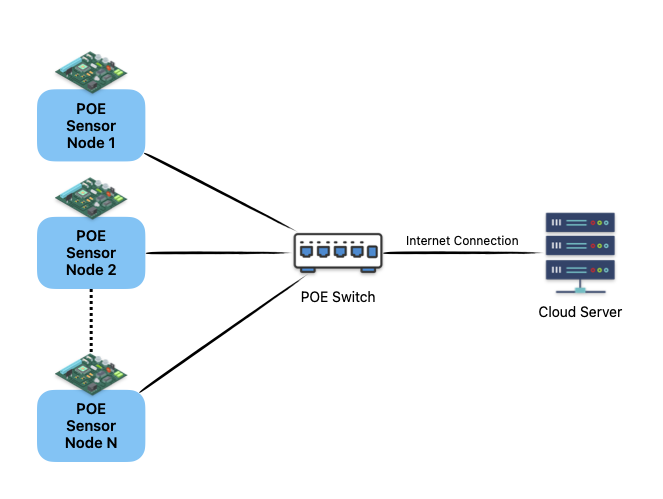 POE
Sensor
Node 1
POE
Sensor
Node 2
Internet Connection
POE Switch
Cloud Server
POE
Sensor
Node N